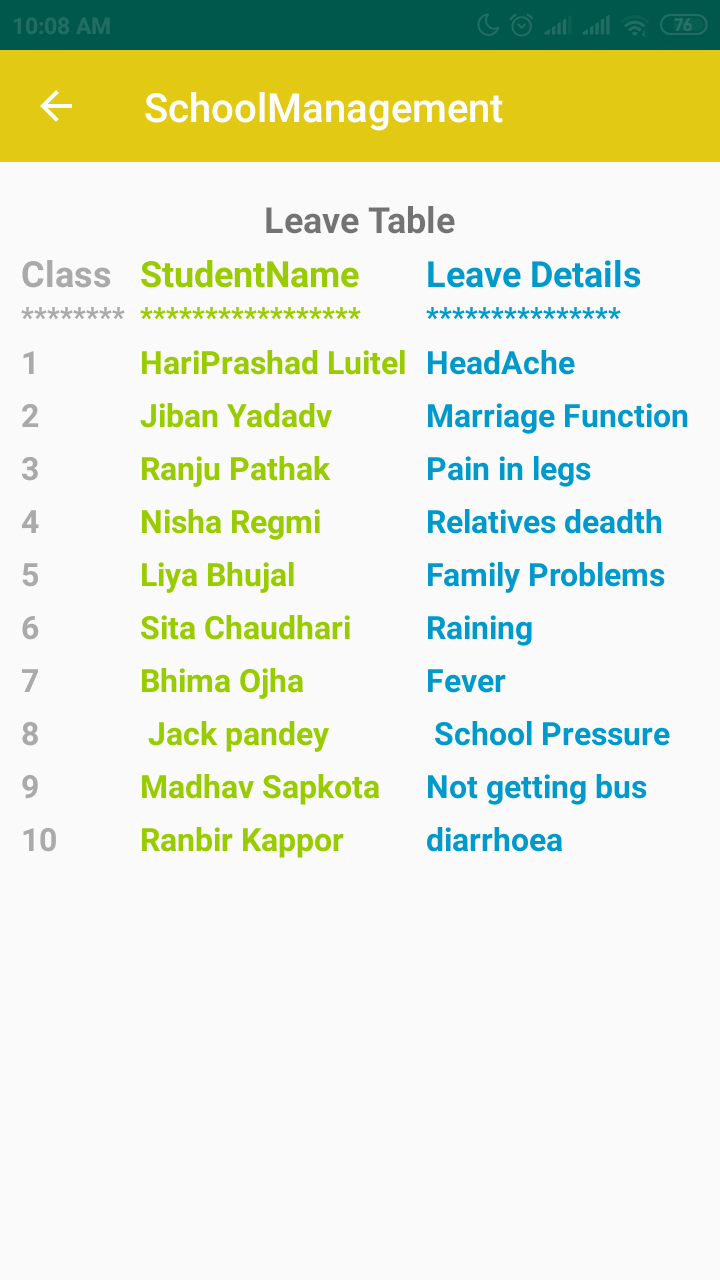 10:08 AM 76
SchoolManagement
Leave Table
Class StudentName Leave Details
******** ***************** ***************
1 HariPrashad Luitel HeadAche
2 Jiban Yadadv Marriage Function
3 Ranju Pathak Pain in legs
4 Nisha Regmi Relatives deadth
5 Liya Bhujal Family Problems
6 Sita Chaudhari Raining
7 Bhima Ojha Fever
8 Jack pandey School Pressure
9 Madhav Sapkota Not getting bus
10 Ranbir Kappor diarrhoea